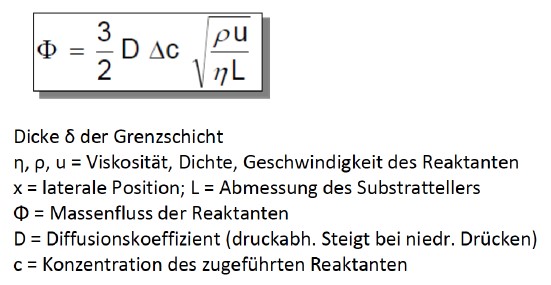 Φ = 3/2 D Δc √(ρu/ηL)
Dicke δ der Grenzschicht
η, ρ, u = Viskosität, Dichte, Geschwindigkeit des Reaktanten
x = laterale Position; L = Abmessung des Substrattellers
Φ = Massenfluss der Reaktanten
D = Diffusionskoeffizient (druckabh. Steigt bei niedr. Drücken)
c = Konzentration des zugeführten Reaktanten